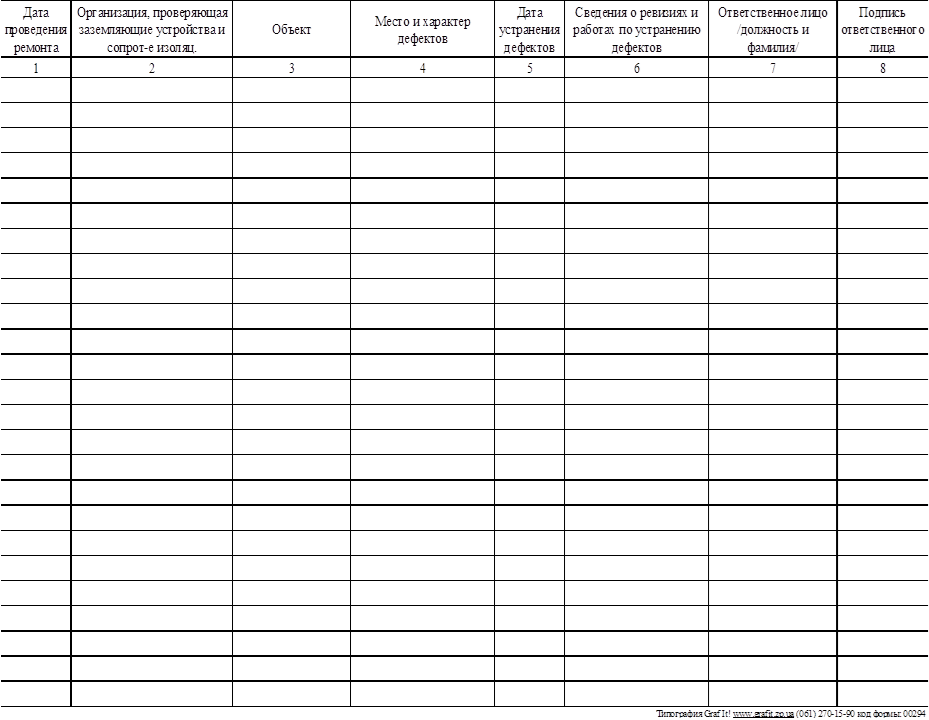 Дата
проведения
ремонта
Организация, проверяющая
заземляющие устройства и
сопрот-е изоляц.
Объект
Место и характер
дефектов
Дата
устранения
дефектов
Сведения о ревизиях и
работах по устранению
дефектов
Ответственное лицо
/должность и
фамилия/
Подпись
ответственного
лица
1 2 3 4 5 6 7 8
Типография Graf It! www.grafit.zp.ua (061) 270-15-90 код формы: 00294